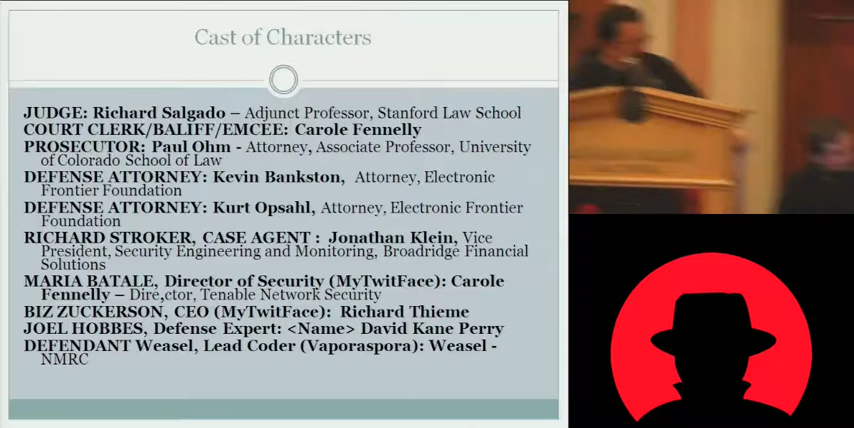 Cast of Characters
JUDGE: Richard Salgado – Adjunct Professor, Stanford Law School
COURT CLERK/BALIFF/EMCEE: Carole Fennelly
PROSECUTOR: Paul Ohm - Attorney, Associate Professor, University
of Colorado School of Law
DEFENSE ATTORNEY: Kevin Bankston, Attorney, Electronic
Frontier Foundation
DEFENSE ATTORNEY: Kurt Opsahl, Attorney, Electronic Frontier
Foundation
RICHARD STROKER, CASE AGENT : Jonathan Klein, Vice
President, Security Engineering and Monitoring, Broadridge Financial
Solutions
MARIA BATALE, Director of Security (MyTwitFace): Carole
Fennelly – Dire,ctor, Tenable Network Security
BIZ ZUCKERSON, CEO (MyTwitFace): Richard Thieme
JOEL HOBBES, Defense Expert: <Name> David Kane Perry
DEFENDANT Weasel, Lead Coder (Vaporaspora): Weasel -
NMRC